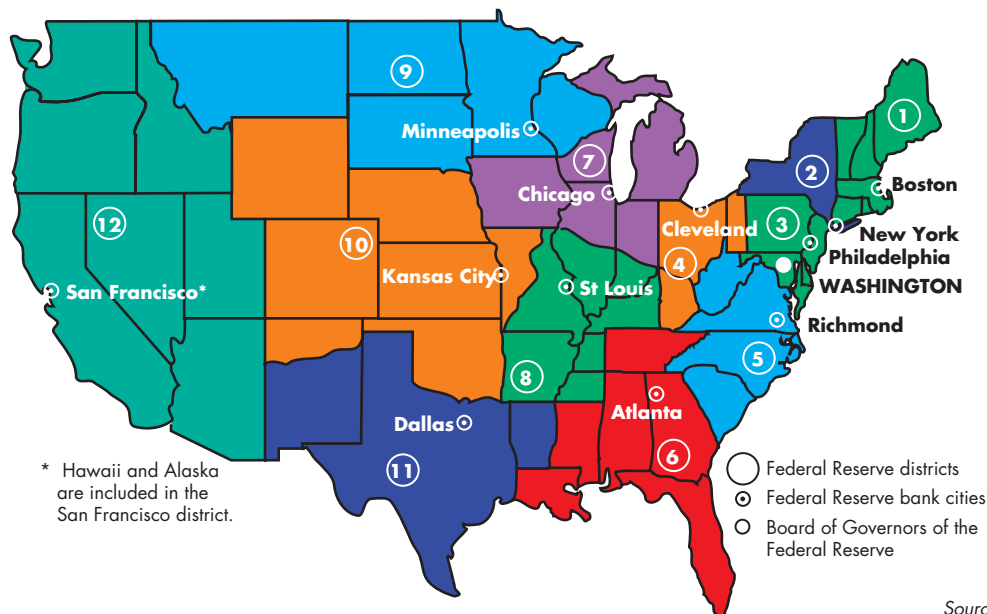 9
1
Minneapolis
7
2
Chicago
Boston
12
10
Cleveland
3
New York
4
Philadelphia
Kansas City
San Francisco*
St Louis
WASHINGTON
Richmond
5
8
Atlanta
Dallas
6
11
* Hawaii and Alaska
are included in the
San Francisco district.
Federal Reserve districts
Federal Reserve bank cities
Board of Governors of the
Federal Reserve
Sourc